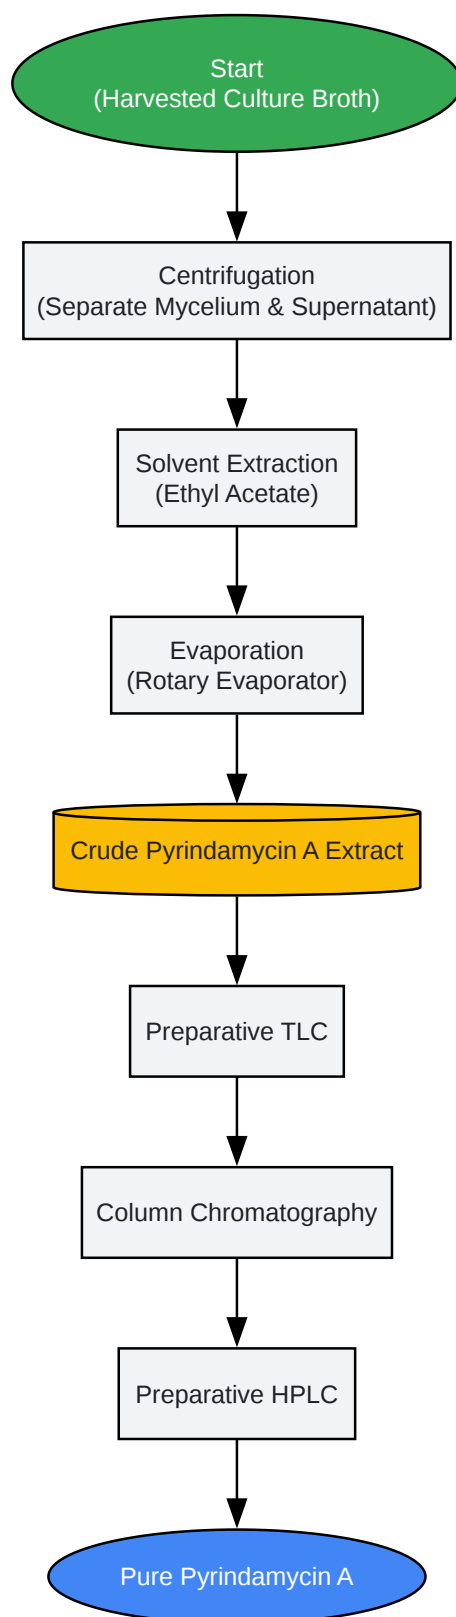 Start
(Harvested Culture Broth)
Centrifugation
(Separate Mycelium & Supernatant)
Solvent Extraction
(Ethyl Acetate)
Evaporation
(Rotary Evaporator)
Crude Pyrindamycin A Extract
Preparative TLC
Column Chromatography
Preparative HPLC
Pure Pyrindamycin A